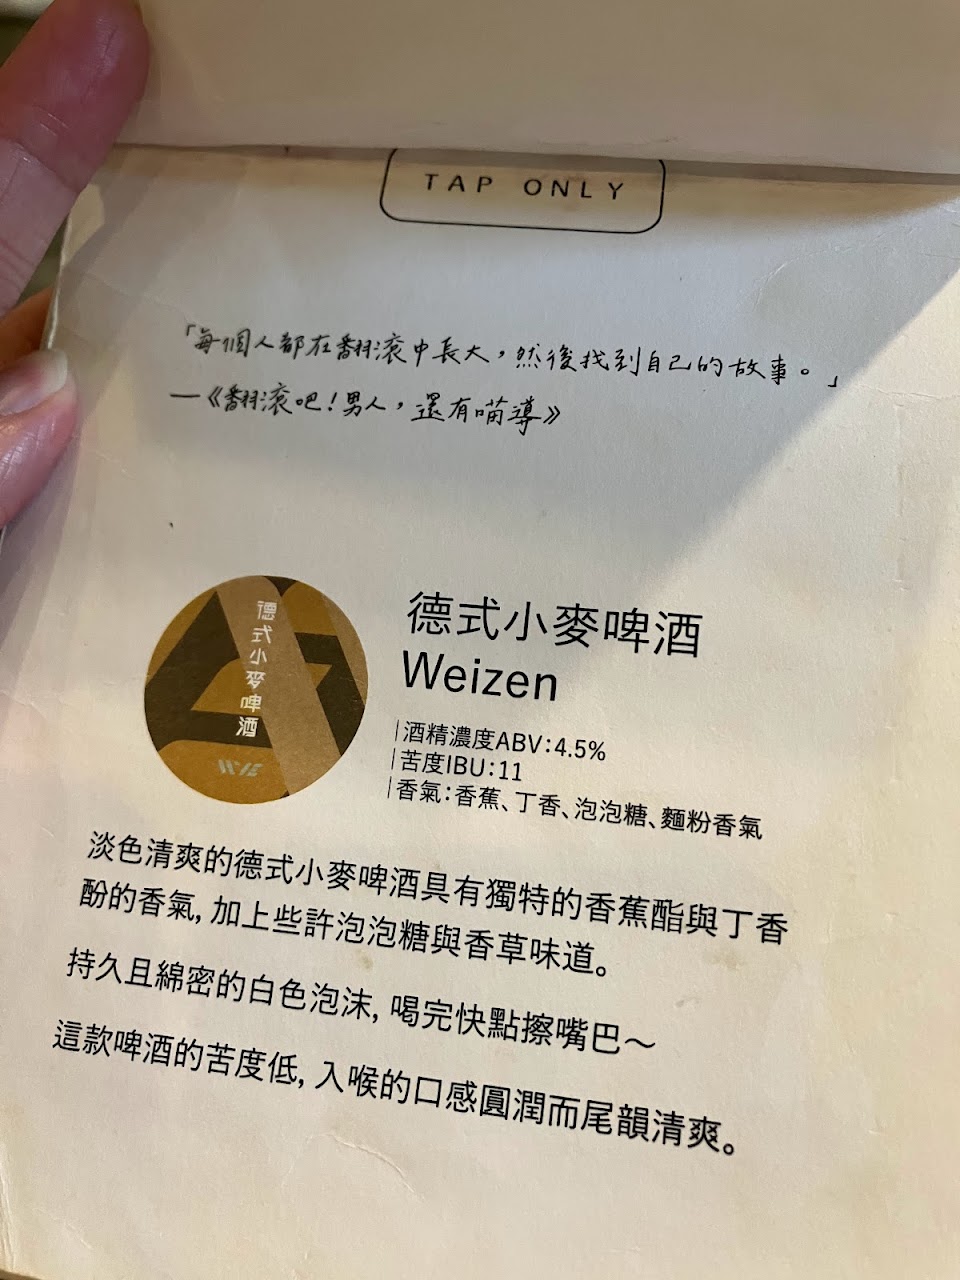 TAP ONLY
「每個人都在翻滾中長大，然後找到自己的故事。」
—《翻滾吧！男人，還有喵導》
德式小麥啤酒
德式小麥啤酒
Weizen
酒精濃度ABV：4.5%
苦度IBU：11
香氣：香蕉、丁香、泡泡糖、麵粉香氣
淡色清爽的德式小麥啤酒具有獨特的香蕉酯與丁香
酚的香氣，加上些許泡泡糖與香草味道。
持久且綿密的白色泡沫，喝完快點擦嘴巴～
這款啤酒的苦度低，入喉的口感圓潤而尾韻清爽。